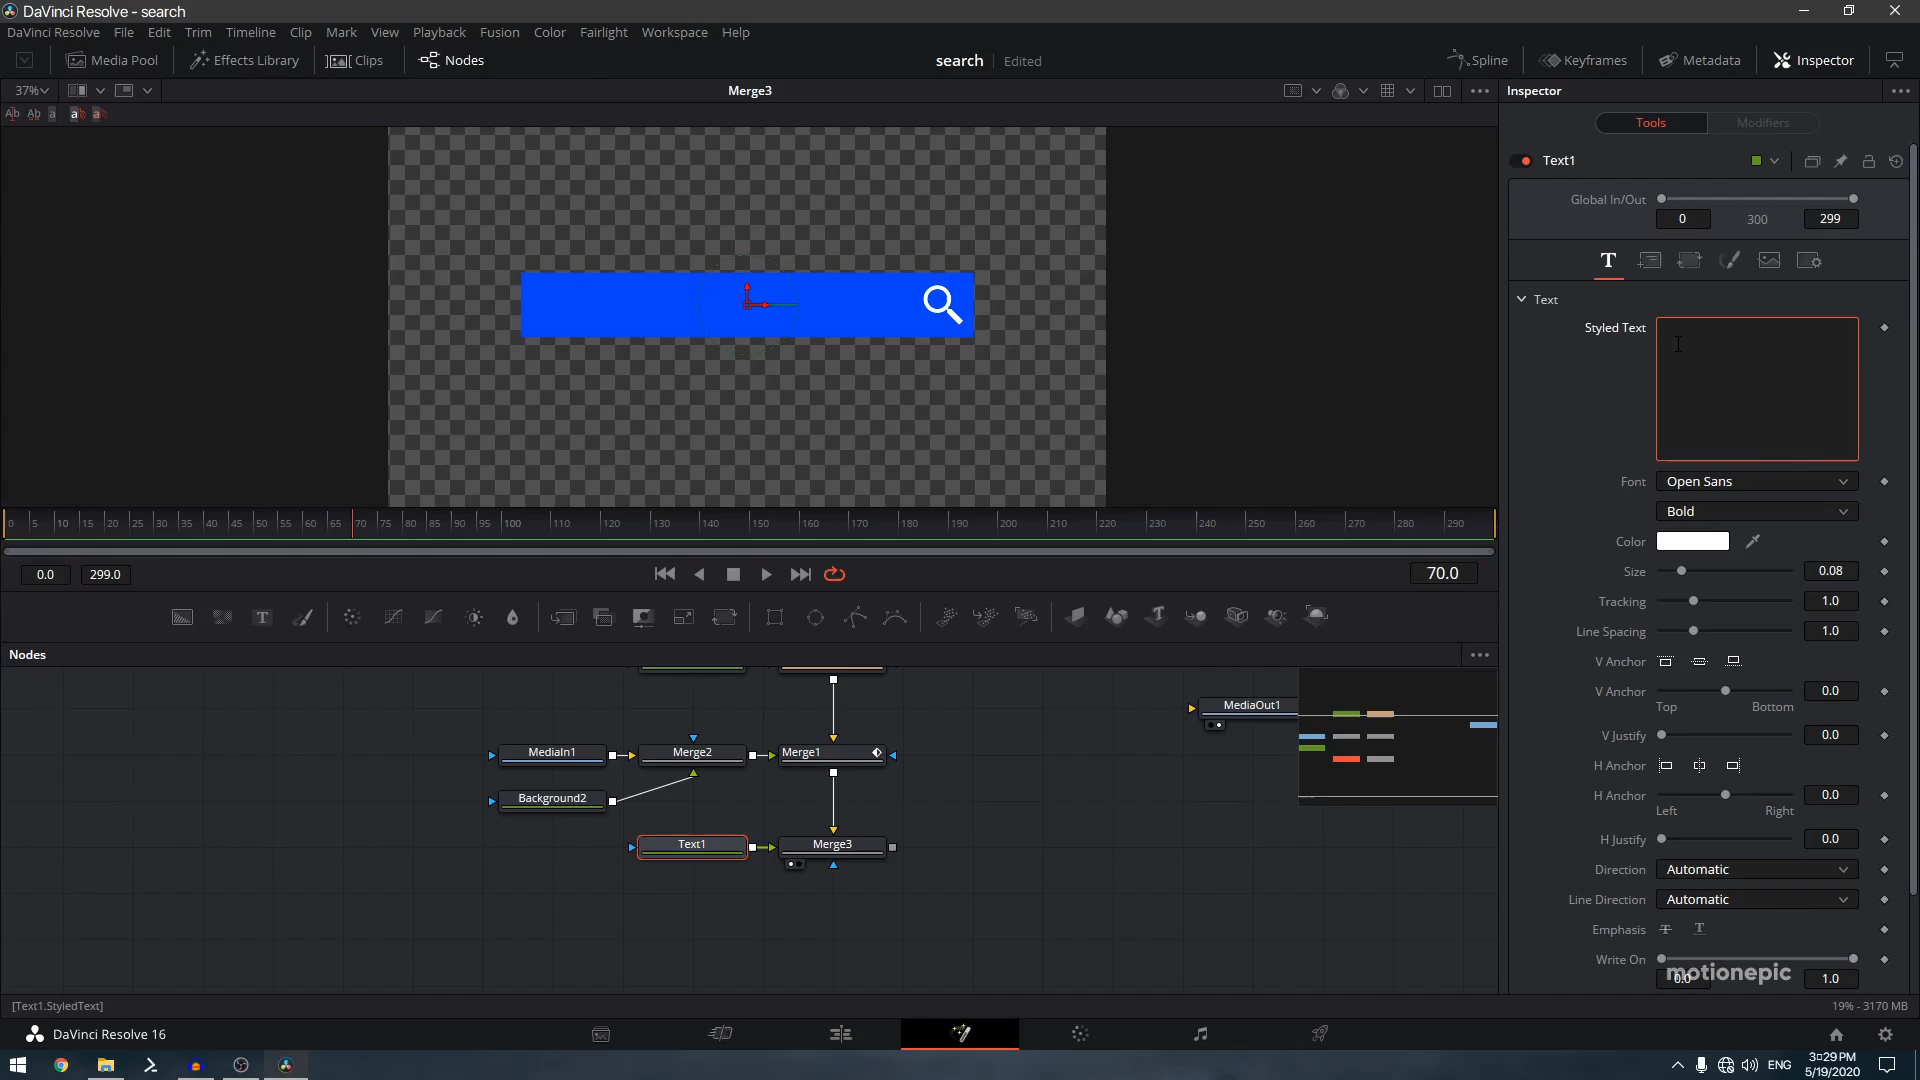 DaVinci Resolve - search
DaVinci Resolve File Edit Trim Timeline Clip Mark View Playback Fusion Color Fairlight Workspace Help
Media Pool Effects Library Clips Nodes search Edited Spline Keyframes Metadata Inspector
37% Merge3 Inspector
Tools Modifiers
Text1
Global In/Out
0 300 299
Text
Styled Text
Font Open Sans
Bold
Color
Size 0.08
Tracking 1.0
Line Spacing 1.0
V Anchor
V Anchor 0.0
Top Bottom
V Justify 0.0
H Anchor
H Anchor 0.0
Left Right
H Justify 0.0
Direction Automatic
Line Direction Automatic
Emphasis
Write On
0.0 1.0
motionepic
0 5 10 15 20 25 30 35 40 45 50 55 60 65 70 75 80 85 90 95 100 110 120 130 140 150 160 170 180 190 200 210 220 230 240 250 260 270 280 290
0.0 299.0 70.0
Nodes
MediaOut1
MediaIn1 Merge2 Merge1
Background2
Text1 Merge3
[Text1.StyledText] 19% - 3170 MB
DaVinci Resolve 16
ENG
3:29 PM
5/19/2020